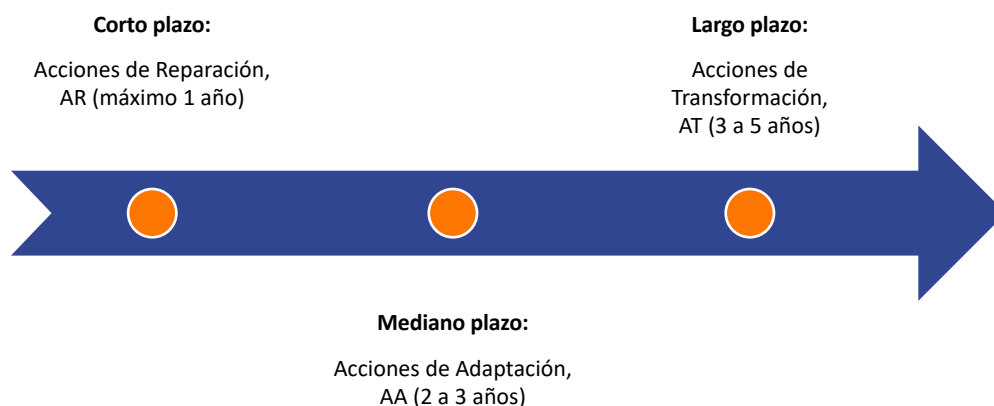 Corto plazo:
Acciones de Reparación,
AR (máximo 1 año)
Mediano plazo:
Acciones de Adaptación,
AA (2 a 3 años)
Largo plazo:
Acciones de
Transformación,
AT (3 a 5 años)